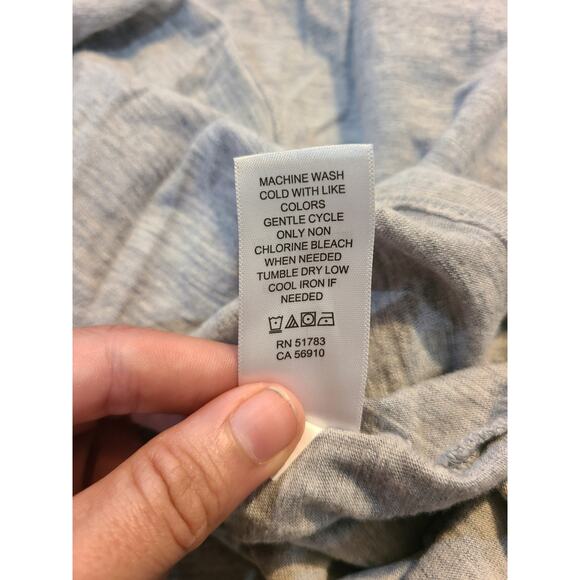 MACHINE WASH
COLD WITH LIKE
COLORS
GENTLE CYCLE
ONLY NON
CHLORINE BLEACH
WHEN NEEDED
TUMBLE DRY LOW
COOL IRON IF
NEEDED
RN 51783
CA 56910